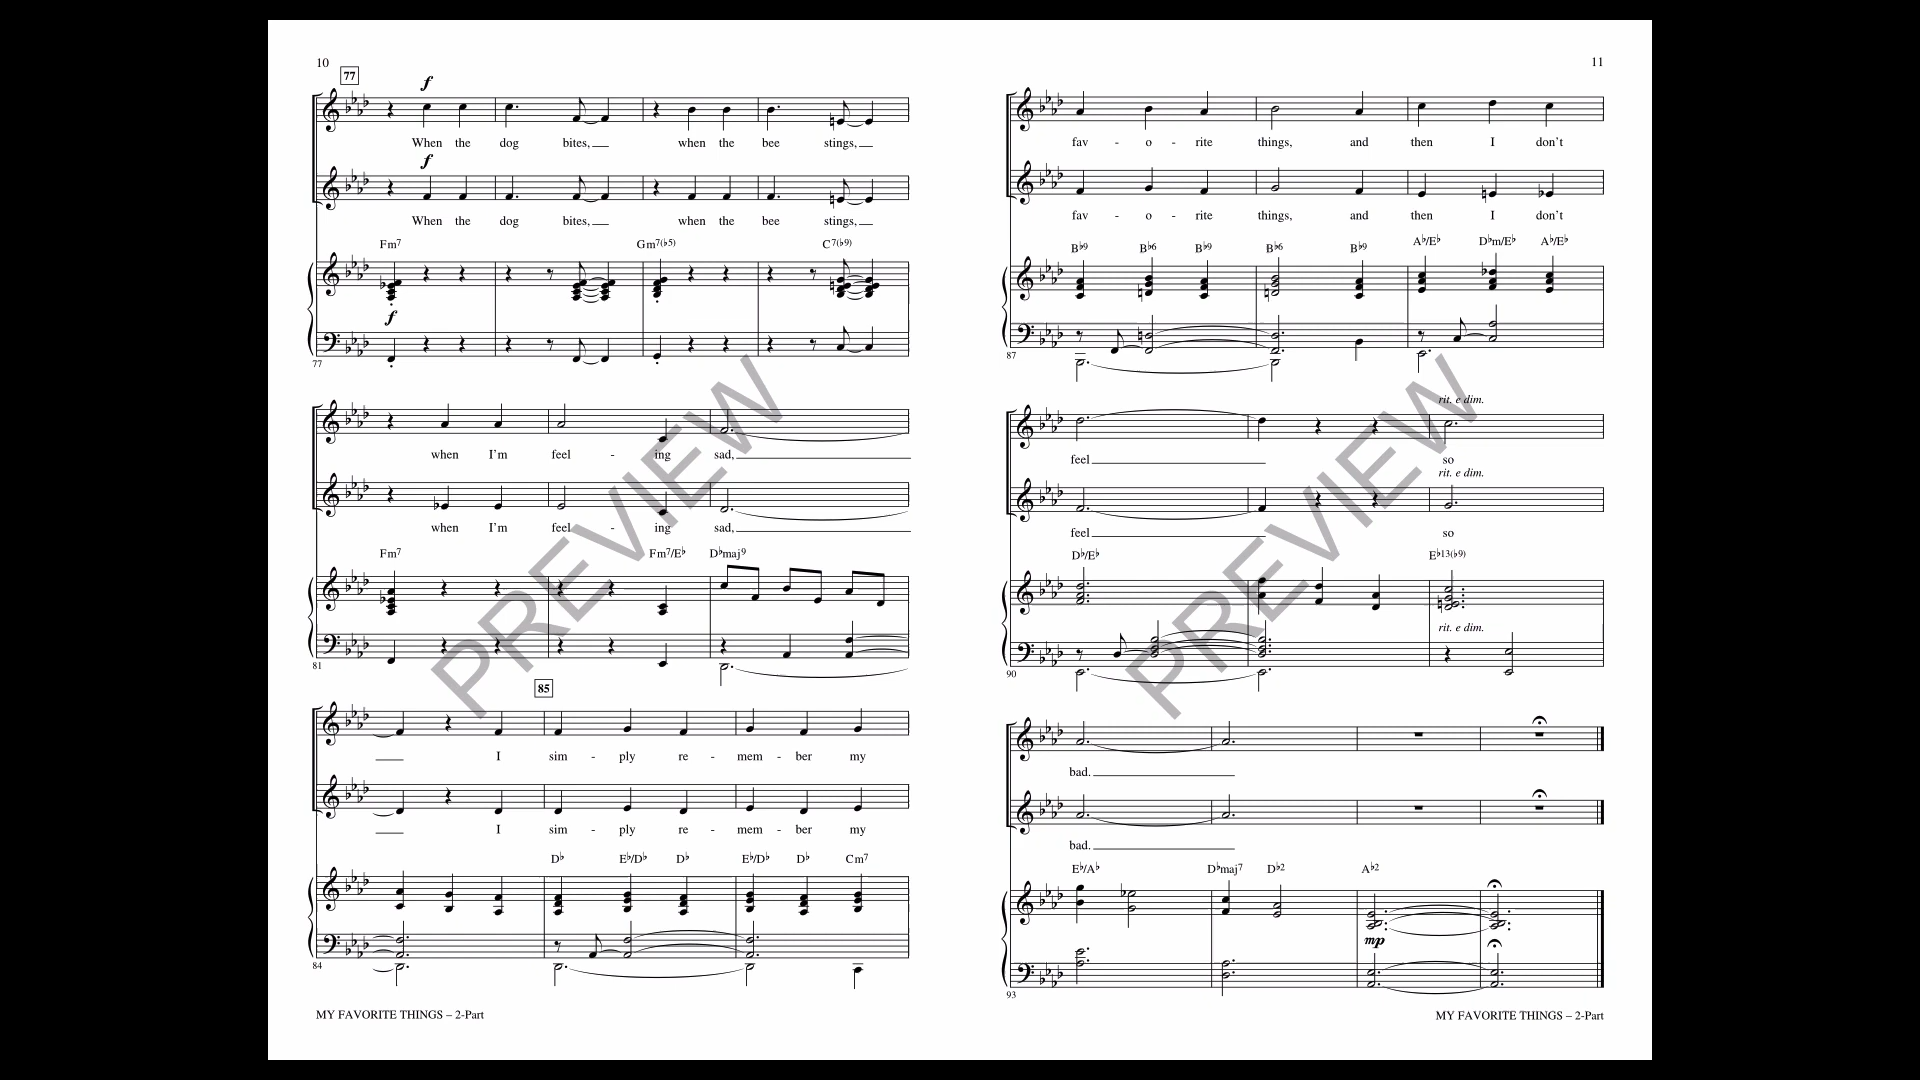 10
77
f
When the dog bites, when the bee stings,
f
When the dog bites, when the bee stings,
Fm7 Gm7(♭5) C7(♭9)
f
77
when I'm feel - ing sad,
when I'm feel - ing sad,
Fm7 Fm7/E♭ D♭maj9
81
85
I sim - ply re - mem - ber my
I sim - ply re - mem - ber my
D♭ E♭/D♭ D♭ E♭/D♭ D♭ Cm7
84
MY FAVORITE THINGS – 2-Part
11
fav - o - rite things, and then I don't
fav - o - rite things, and then I don't
B♭9 B♭6 B♭9 B♭6 B♭9 A♭/E♭ D♭m/E♭ A♭/E♭
87
rit. e dim.
feel so
rit. e dim.
feel so
D♭/E♭ E♭13(♭9)
rit. e dim.
90
bad.
bad.
E♭/A♭ D♭maj7 D♭2 A♭2
mp
93
MY FAVORITE THINGS – 2-Part
PREVIEW
PREVIEW